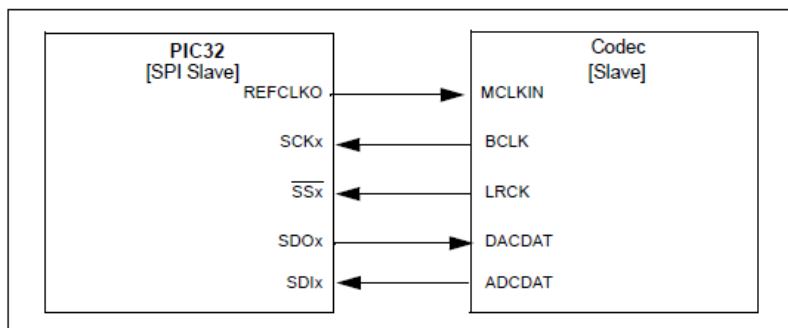 PIC32
[SPI Slave]
Codec
[Slave]
REFCLKO
MCLKIN
SCKx
BCLK
SSx
LRCK
SDOx
DACDAT
SDIx
ADCDAT